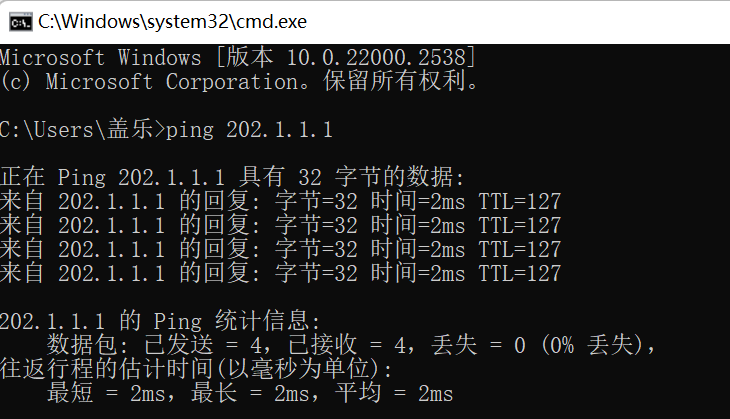 C:\Windows\system32\cmd.exe
Microsoft Windows [版本 10.0.22000.2538]
(c) Microsoft Corporation。保留所有权利。
C:\Users\盖乐>ping 202.1.1.1
正在 Ping 202.1.1.1 具有 32 字节的数据:
来自 202.1.1.1 的回复: 字节=32 时间=2ms TTL=127
来自 202.1.1.1 的回复: 字节=32 时间=2ms TTL=127
来自 202.1.1.1 的回复: 字节=32 时间=2ms TTL=127
来自 202.1.1.1 的回复: 字节=32 时间=2ms TTL=127
202.1.1.1 的 Ping 统计信息:
数据包: 已发送 = 4，已接收 = 4，丢失 = 0 (0% 丢失)，
往返行程的估计时间(以毫秒为单位):
最短 = 2ms，最长 = 2ms，平均 = 2ms